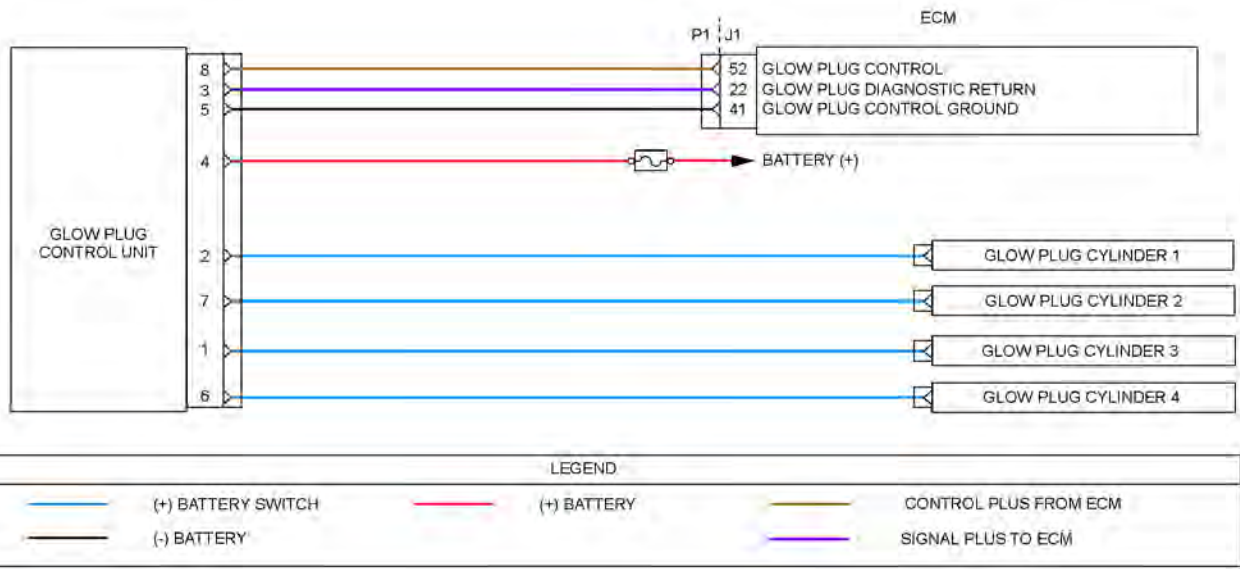 ECM
P1 J1
8 52 GLOW PLUG CONTROL
3 22 GLOW PLUG DIAGNOSTIC RETURN
5 41 GLOW PLUG CONTROL GROUND
4 BATTERY (+)
GLOW PLUG
CONTROL UNIT
2 GLOW PLUG CYLINDER 1
7 GLOW PLUG CYLINDER 2
1 GLOW PLUG CYLINDER 3
6 GLOW PLUG CYLINDER 4
LEGEND
(+) BATTERY SWITCH (+) BATTERY CONTROL PLUS FROM ECM
(-) BATTERY SIGNAL PLUS TO ECM